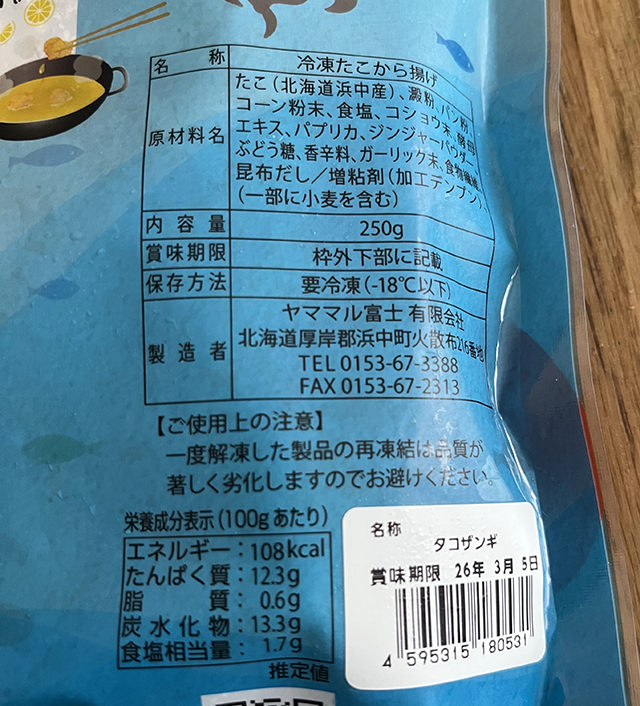 名称 冷凍たこから揚げ
原材料名 たこ(北海道浜中産)、澱粉、パン粉、
コーン粉末、食塩、コショウ末、酵母
エキス、パプリカ、ジンジャーパウダー、
ぶどう糖、香辛料、ガーリック末、食物繊維、
昆布だし/増粘剤(加工デンプン)、
(一部に小麦を含む)
内容量 250g
賞味期限 枠外下部に記載
保存方法 要冷凍(-18℃以下)
製造者 ヤママル富士 有限会社
北海道厚岸郡浜中町火散布216番地
TEL 0153-67-3388
FAX 0153-67-2313
【ご使用上の注意】
一度解凍した製品の再凍結は品質が
著しく劣化しますのでお避けください。
栄養成分表示(100gあたり)
エネルギー:108kcal
たんぱく質:12.3g
脂質:0.6g
炭水化物:13.3g
食塩相当量:1.7g
推定値
名称
タコザンギ
賞味期限 26年 3月 5日
4 595315 180531